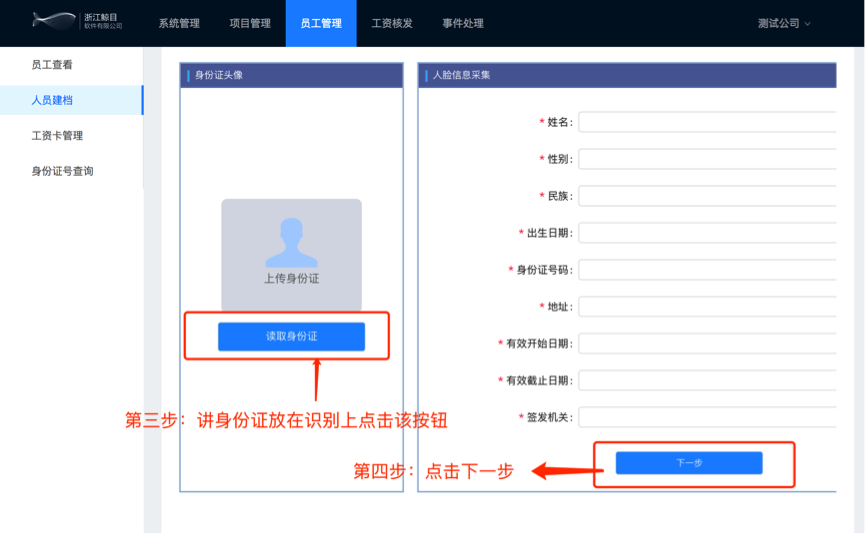 浙江鲸目
软件有限公司
系统管理 项目管理 员工管理 工资核发 事件处理 测试公司
员工查看
人员建档
工资卡管理
身份证号查询
身份证头像
上传身份证
读取身份证
第三步：讲身份证放在识别上点击该按钮
人脸信息采集
* 姓名:
* 性别:
* 民族:
* 出生日期:
* 身份证号码:
* 地址:
* 有效开始日期:
* 有效截止日期:
* 签发机关:
第四步：点击下一步
下一步